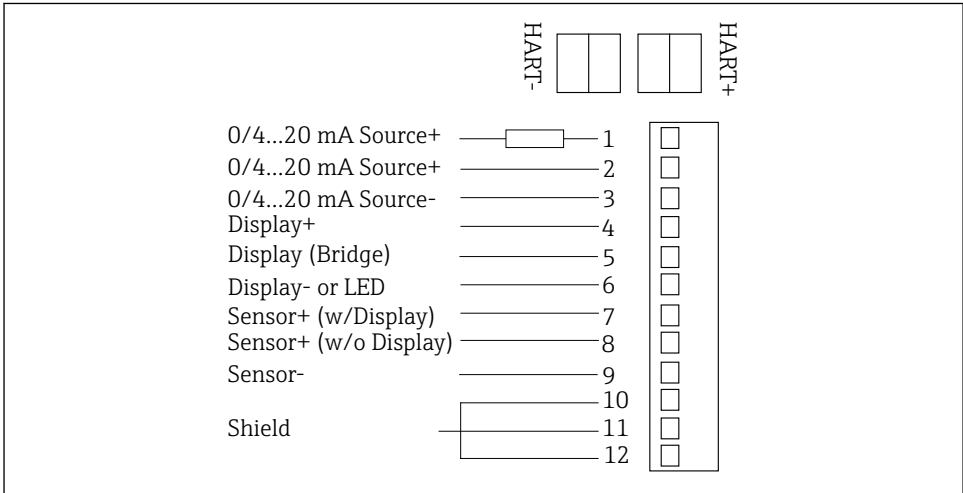 HART- HART+
0/4...20 mA Source+ 1
0/4...20 mA Source+ 2
0/4...20 mA Source- 3
Display+ 4
Display (Bridge) 5
Display- or LED 6
Sensor+ (w/Display) 7
Sensor+ (w/o Display) 8
Sensor- 9
10
Shield 11
12